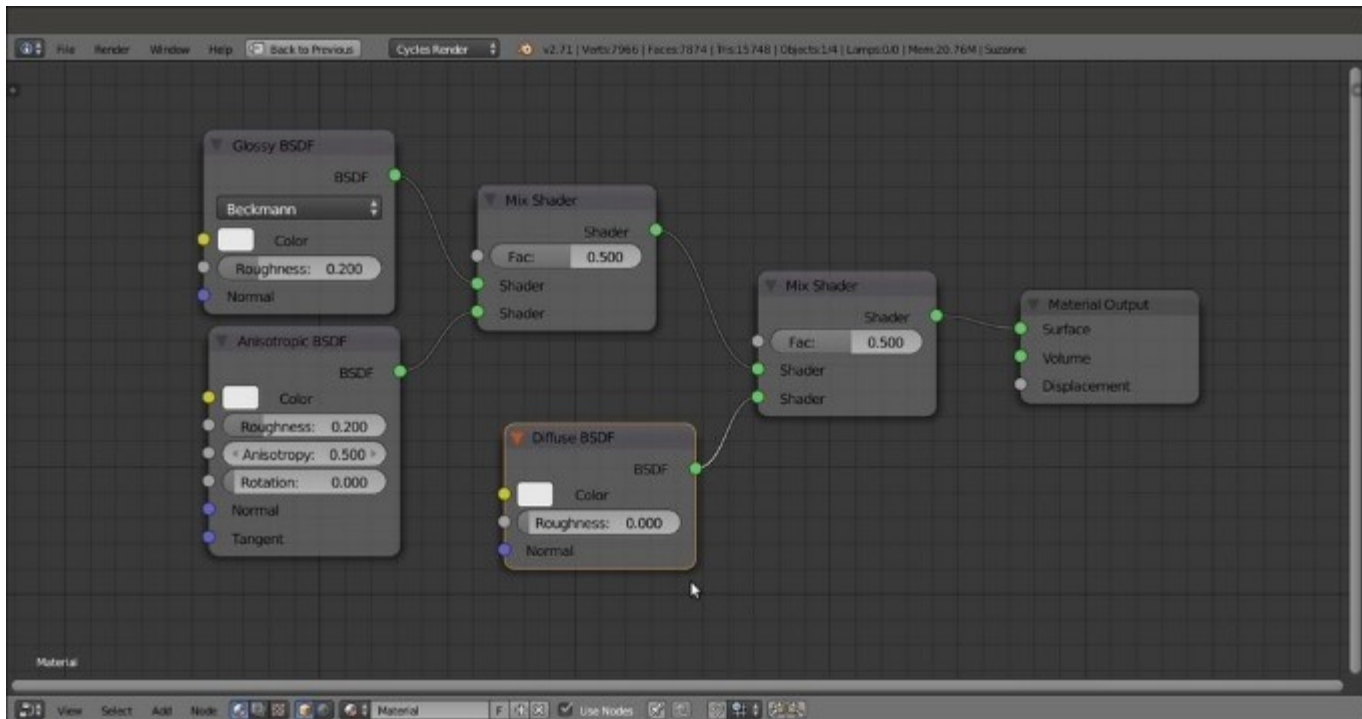 File Render Window Help Back to Previous Cycles Render v2.71 | Verts:7966 | Faces:7874 | Tris:15748 | Objects:1/4 | Lamps:0/0 | Mem:20.76M | Suzanne
Glossy BSDF
BSDF
Beckmann
Color
Roughness: 0.200
Normal
Anisotropic BSDF
BSDF
Color
Roughness: 0.200
Anisotropy: 0.500
Rotation: 0.000
Normal
Tangent
Mix Shader
Shader
Fac: 0.500
Shader
Shader
Diffuse BSDF
BSDF
Color
Roughness: 0.000
Normal
Mix Shader
Shader
Fac: 0.500
Shader
Shader
Material Output
Surface
Volume
Displacement
Material
View Select Add Node Material F Use Nodes